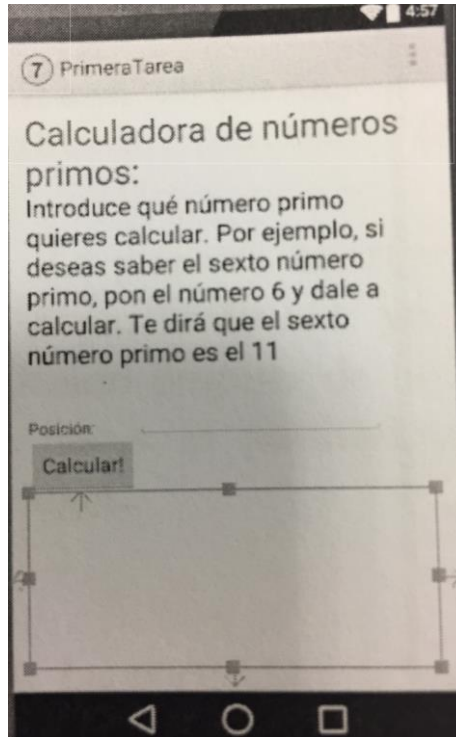 4:57
7 PrimeraTarea
Calculadora de números
primos:
Introduce qué número primo
quieres calcular. Por ejemplo, si
deseas saber el sexto número
primo, pon el número 6 y dale a
calcular. Te dirá que el sexto
número primo es el 11
Posición:
Calcular!